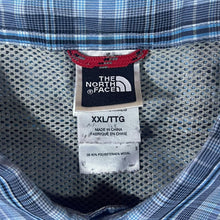 THE
NORTH
FACE
XXL/TTG
MADE IN CHINA
FABRIQUÉ EN CHINE